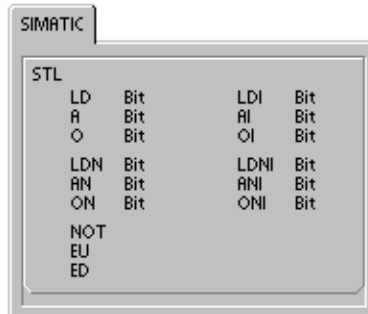 SIMATIC
STL
LD Bit LDI Bit
A Bit AI Bit
O Bit OI Bit
LDN Bit LDNI Bit
AN Bit ANI Bit
ON Bit ONI Bit
NOT
EU
ED